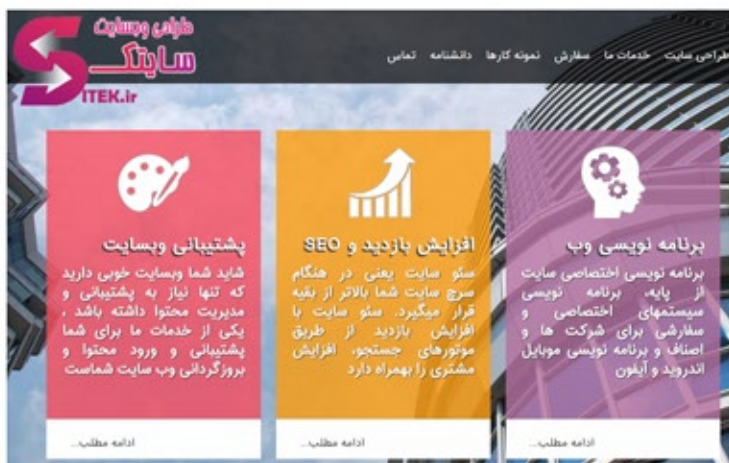 طراحی وبسایت
سایتک
SITEK.ir
طراحی سایت خدمات ما سفارش نمونه کارها دانشنامه تماس
برنامه نویسی وب
برنامه نویسی اختصاصی سایت
از پایه، برنامه نویسی
سیستمهای اختصاصی و
سفارشی برای شرکت ها و
اصناف و برنامه نویسی موبایل
اندروید و آیفون
ادامه مطلب...
افزایش بازدید و SEO
سئو سایت یعنی در هنگام
سرچ سایت شما بالاتر از بقیه
قرار میگیرد. سئو سایت با
افزایش بازدید از طریق
موتورهای جستجو، افزایش
مشتری را بهمراه دارد
ادامه مطلب...
پشتیبانی وبسایت
شاید شما وبسایت خوبی دارید
که تنها نیاز به پشتیبانی و
مدیریت محتوا داشته باشد ،
یکی از خدمات ما برای شما
پشتیبانی و ورود محتوا و
بروزگردانی وب سایت شماست
ادامه مطلب...